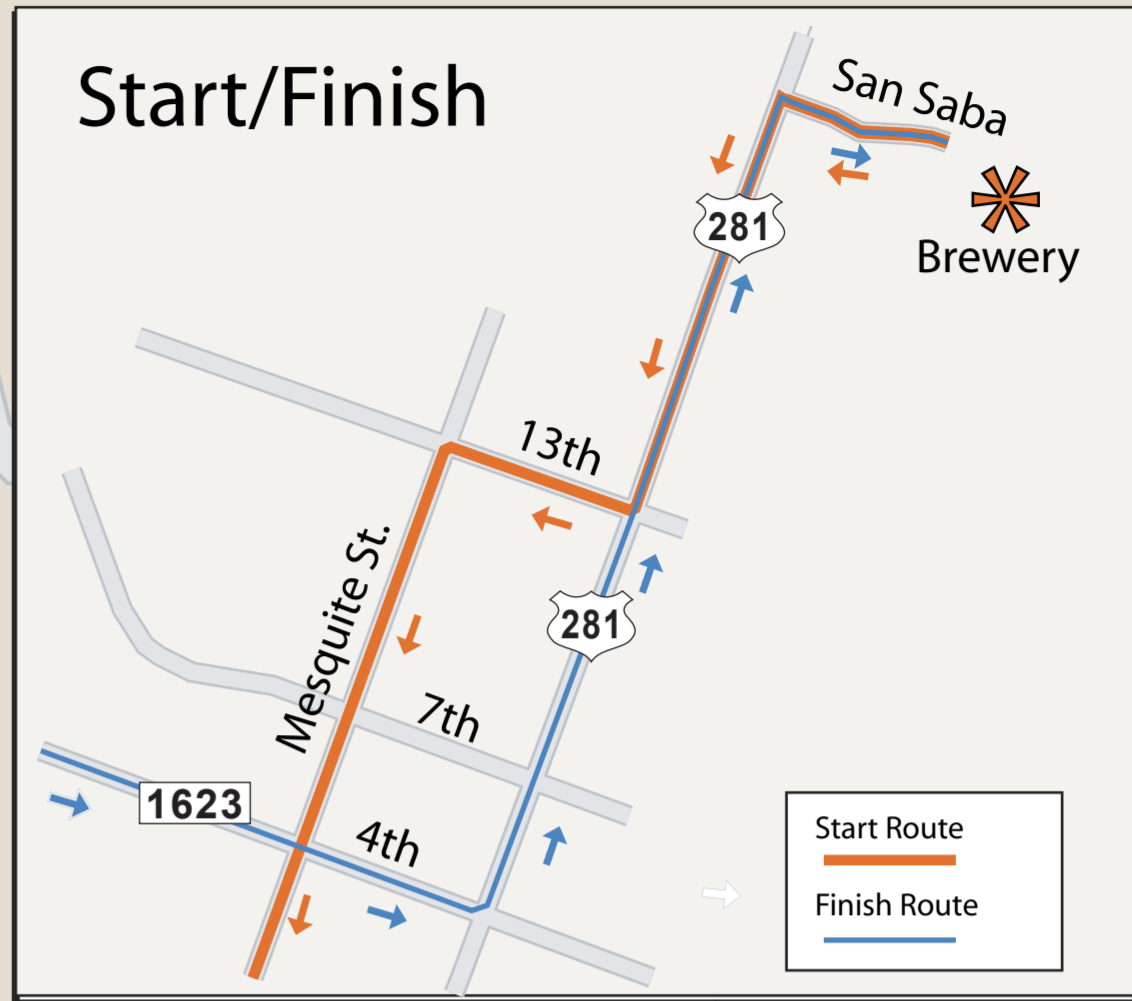 Start/Finish
San Saba
281
Brewery
13th
Mesquite St.
281
7th
1623
4th
Start Route
Finish Route